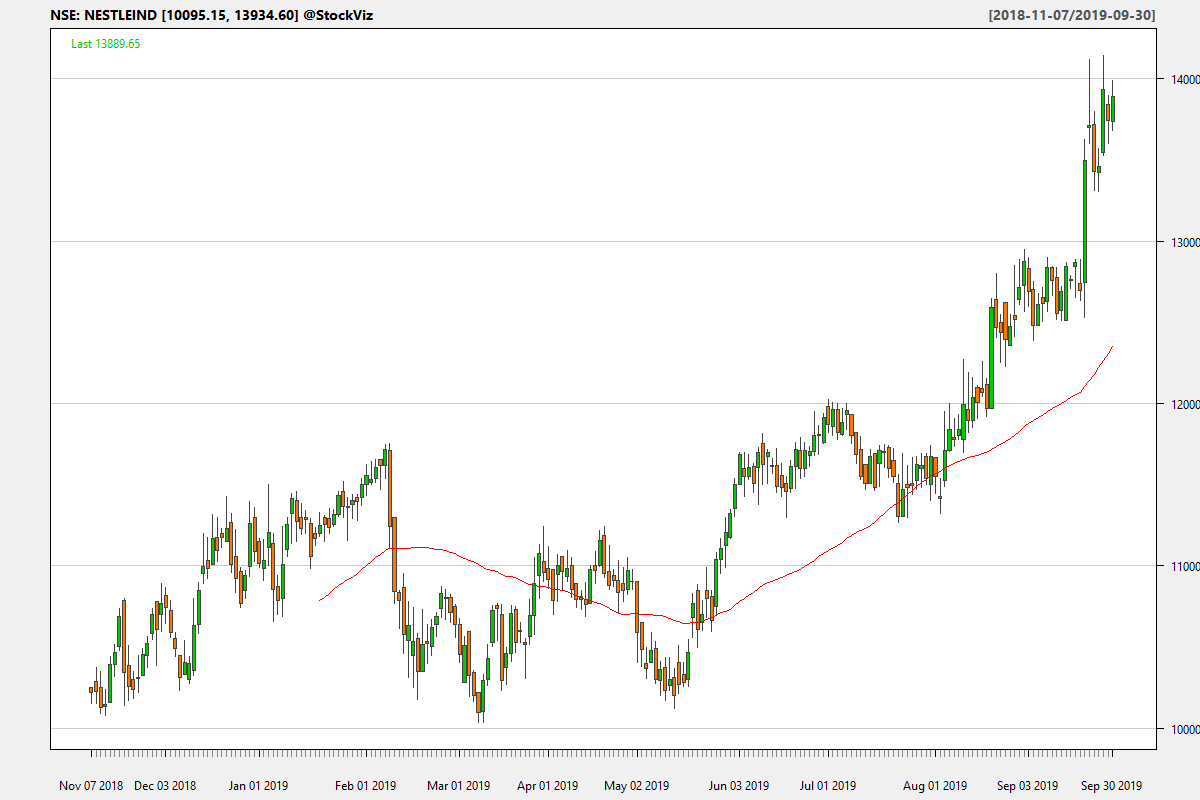 NSE: NESTLEIND [10095.15, 13934.60] @StockViz
[2018-11-07/2019-09-30]
Last 13889.65
14000
13000
12000
11000
10000
Nov 07 2018 Dec 03 2018 Jan 01 2019 Feb 01 2019 Mar 01 2019 Apr 01 2019 May 02 2019 Jun 03 2019 Jul 01 2019 Aug 01 2019 Sep 03 2019 Sep 30 2019